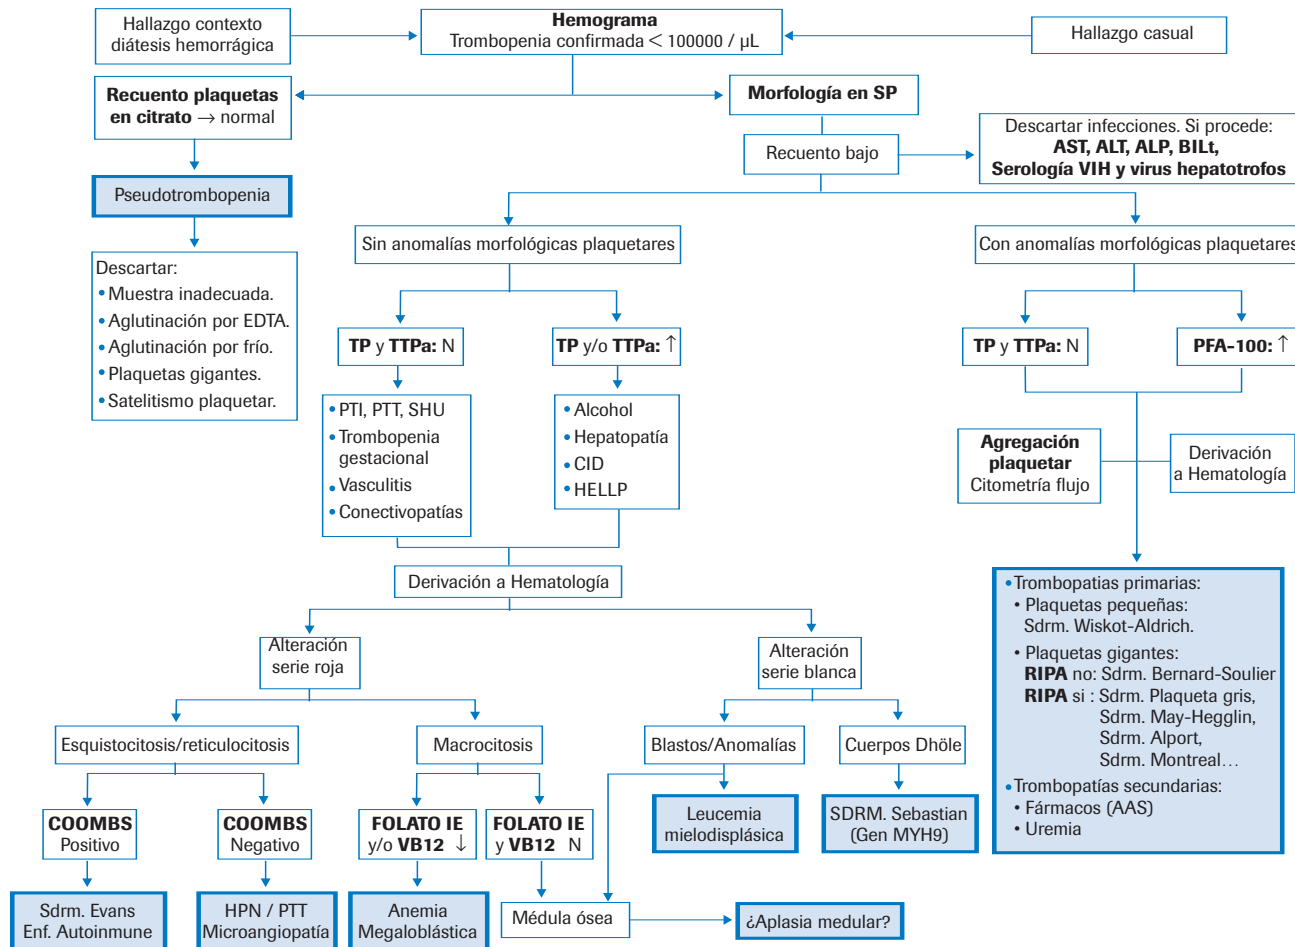 Hallazgo contexto
diátesis hemorrágica
Hemograma
Trombopenia confirmada < 100000 / µL
Hallazgo casual
Recuento plaquetas
en citrato → normal
Morfología en SP
Recuento bajo
Descartar infecciones. Si procede:
AST, ALT, ALP, BILt,
Serología VIH y virus hepatotrofos
Pseudotrombopenia
Descartar:
• Muestra inadecuada.
• Aglutinación por EDTA.
• Aglutinación por frío.
• Plaquetas gigantes.
• Satelitismo plaquetar.
Sin anomalías morfológicas plaquetares
Con anomalías morfológicas plaquetares
TP y TTPa: N
TP y/o TTPa: ↑
TP y TTPa: N
PFA-100: ↑
• PTI, PTT, SHU
• Trombopenia
gestacional
• Vasculitis
• Conectivopatías
• Alcohol
• Hepatopatía
• CID
• HELLP
Agregación
plaquetar
Citometría flujo
Derivación
a Hematología
Derivación a Hematología
• Trombopatias primarias:
• Plaquetas pequeñas:
Sdrm. Wiskot-Aldrich.
• Plaquetas gigantes:
RIPA no: Sdrm. Bernard-Soulier
RIPA si : Sdrm. Plaqueta gris,
Sdrm. May-Hegglin,
Sdrm. Alport,
Sdrm. Montreal…
• Trombopatías secundarias:
• Fármacos (AAS)
• Uremia
Alteración
serie roja
Alteración
serie blanca
Esquistocitosis/reticulocitosis
Macrocitosis
Blastos/Anomalías
Cuerpos Dhöle
COOMBS
Positivo
COOMBS
Negativo
FOLATO IE
y/o VB12 ↓
FOLATO IE
y VB12 N
Leucemia
mielodisplásica
SDRM. Sebastian
(Gen MYH9)
Sdrm. Evans
Enf. Autoinmune
HPN / PTT
Microangiopatía
Anemia
Megaloblástica
Médula ósea
¿Aplasia medular?